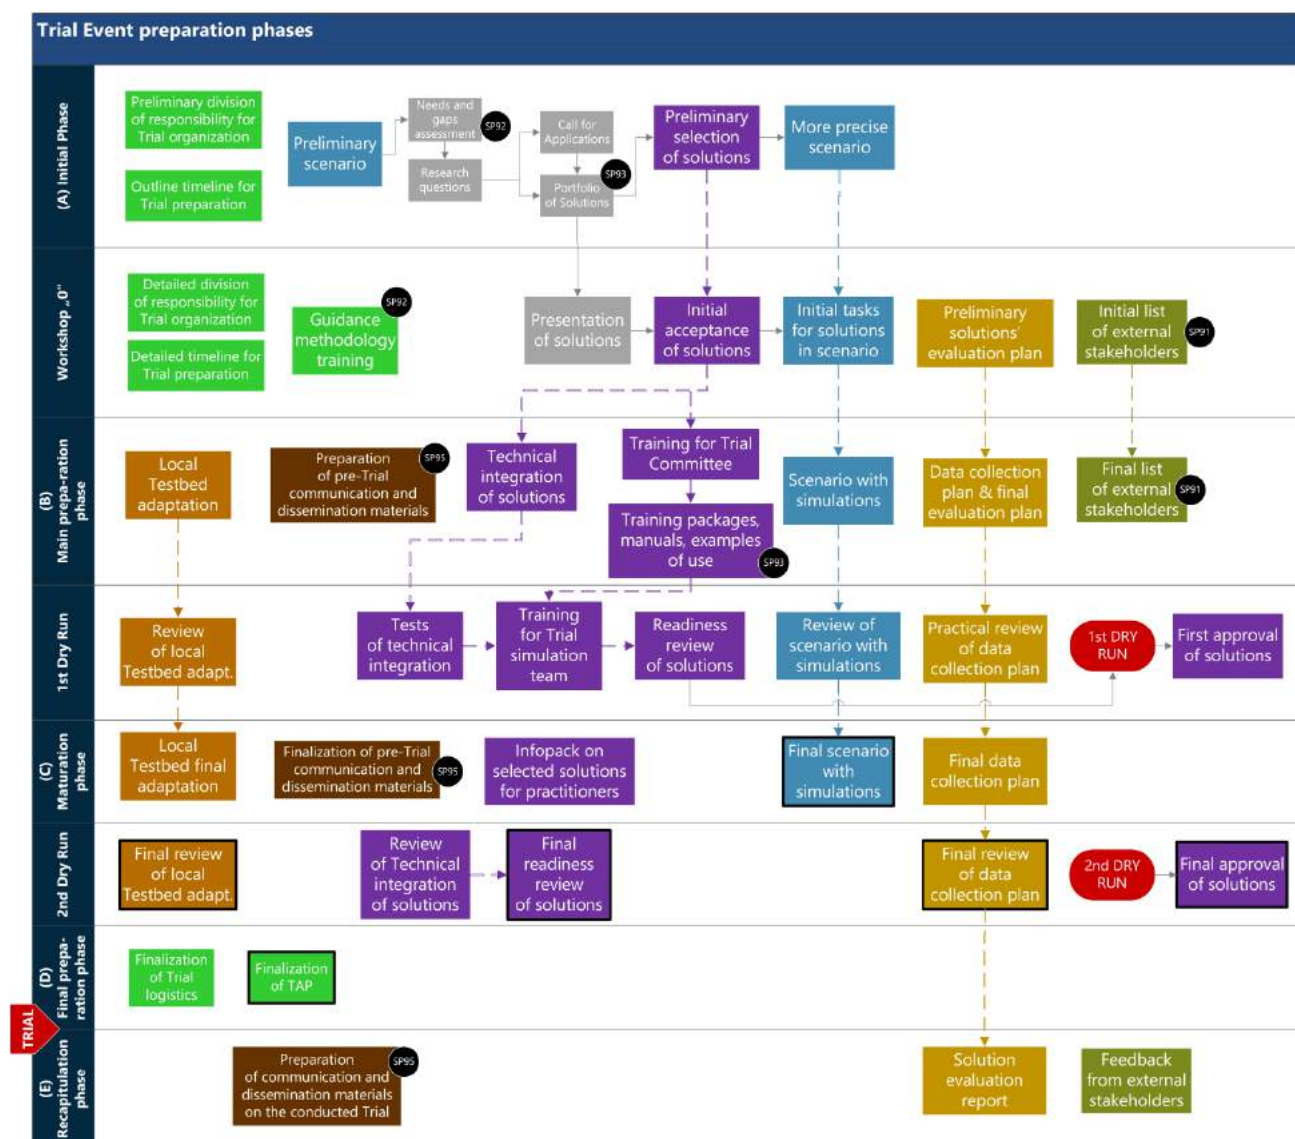 Trial Event preparation phases
(A) Initial Phase
Preliminary division
of responsibility for
Trial organization
Outline timeline for
Trial preparation
Preliminary
scenario
Needs and
gaps
assessment
SP92
Research
questions
Call for
Applications
SP93
Portfolio
of Solutions
Preliminary
selection
of solutions
More precise
scenario
Workshop „0"
Detailed division
of responsibility for
Trial organization
Detailed timeline for
Trial preparation
SP92
Guidance
methodology
training
Presentation
of solutions
Initial
acceptance
of solutions
Initial tasks
for solutions
in scenario
Preliminary
solutions'
evaluation plan
Initial list
of external
stakeholders
SP91
(B)
Main prepa-ration
phase
Local
Testbed
adaptation
Preparation
of pre-Trial
communication and
dissemination materials
SP95
Technical
integration
of solutions
Training for Trial
Committee
Training packages,
manuals, examples
of use
SP93
Scenario with
simulations
Data collection
plan & final
evaluation plan
Final list
of external
stakeholders
SP91
1st Dry Run
Review
of local
Testbed adapt.
Tests
of technical
integration
Training
for Trial
simulation
team
Readiness
review
of solutions
Review of
scenario with
simulations
Practical review
of data
collection plan
1st DRY
RUN
First approval
of solutions
(C)
Maturation
phase
Local
Testbed final
adaptation
Finalization of pre-Trial
communication and
dissemination materials
SP95
Infopack on
selected solutions
for practitioners
Final scenario
with
simulations
Final data
collection plan
2nd Dry Run
Final review
of local
Testbed adapt.
Review
of Technical
integration
of solutions
Final
readiness
review
of solutions
Final review
of data
collection plan
2nd DRY
RUN
Final approval
of solutions
(D)
Final prepa-
ration phase
Finalization
of Trial
logistics
Finalization
of TAP
TRIAL
(E)
Recapitulation
phase
Preparation
of communication and
dissemination materials
on the conducted Trial
SP95
Solution
evaluation
report
Feedback
from external
stakeholders